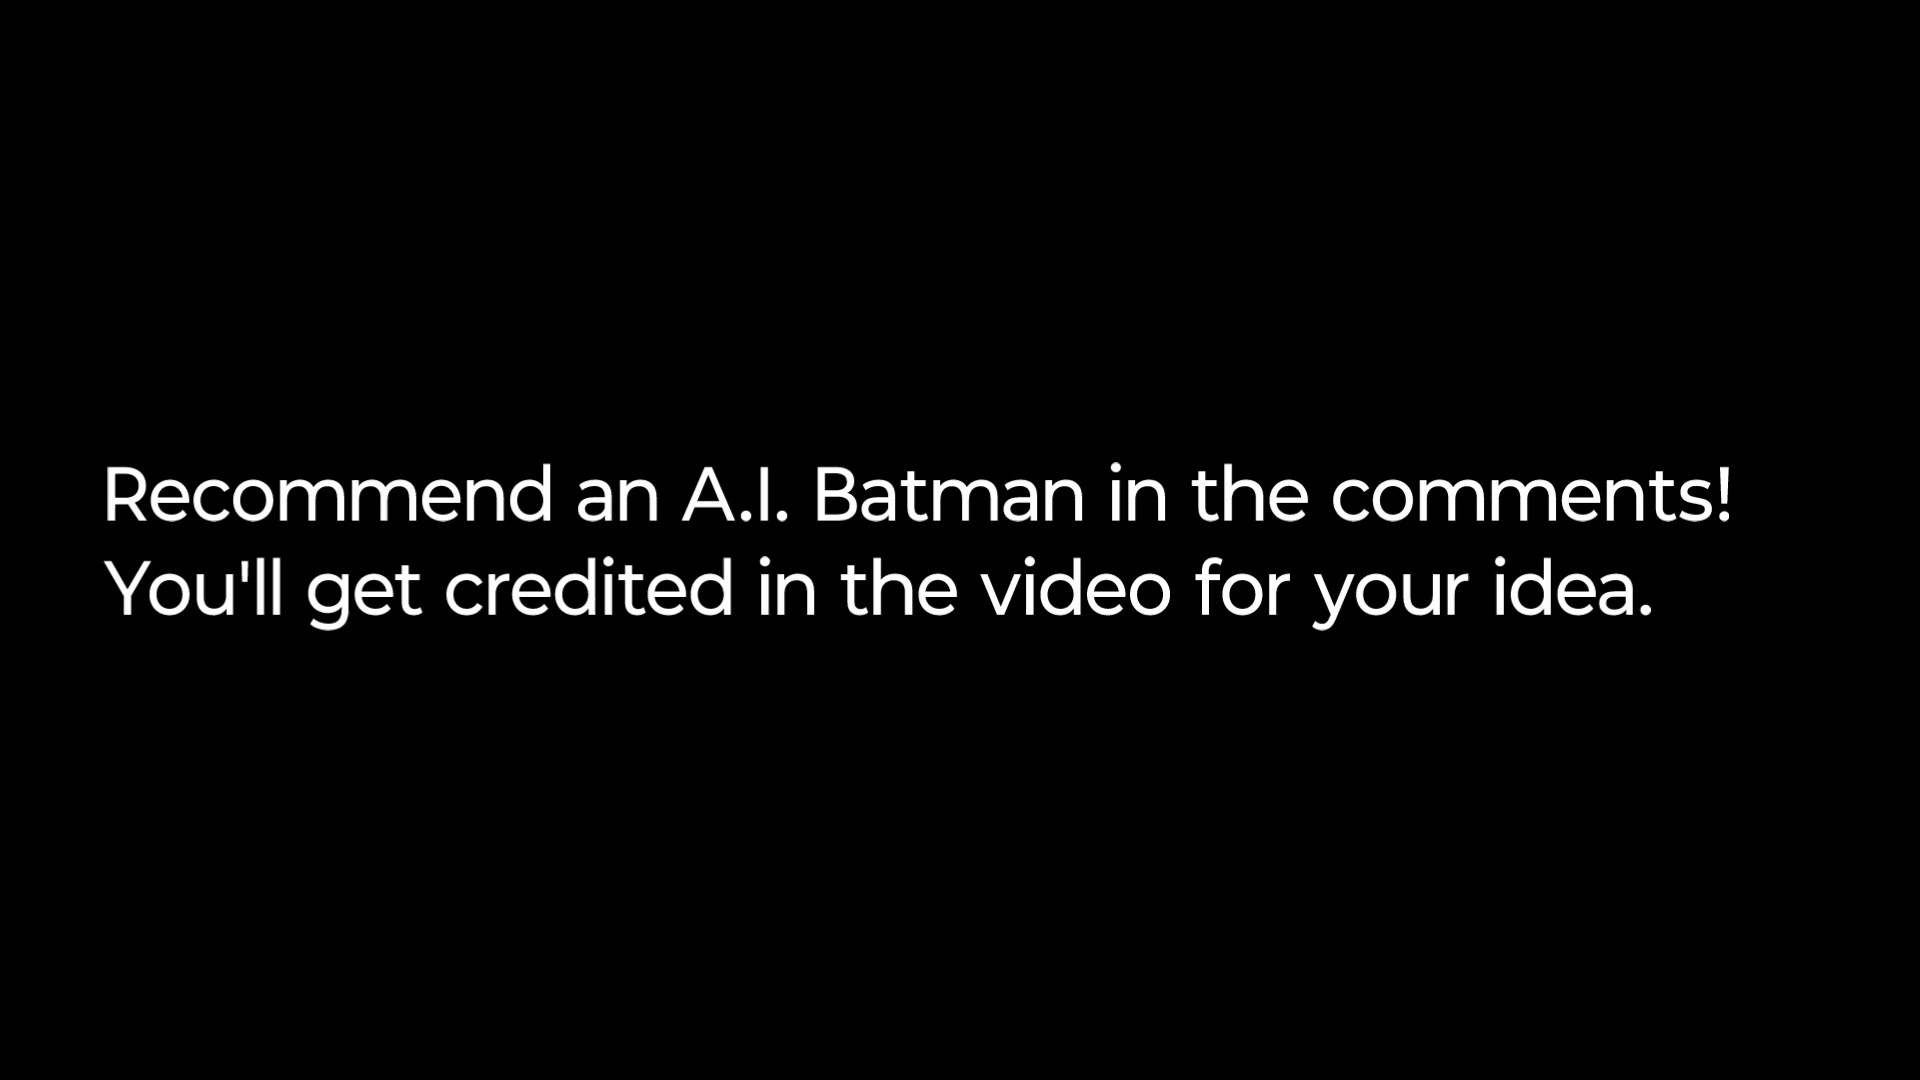 Recommend an A.I. Batman in the comments!
You'll get credited in the video for your idea.